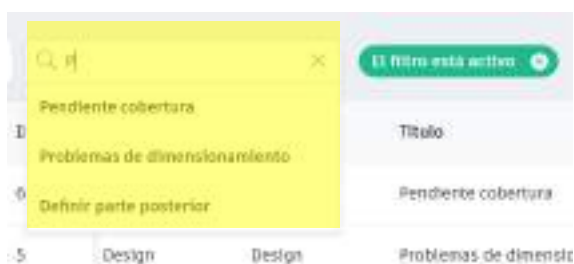 p El filtro está activo
Pendiente cobertura
Título
Problemas de dimensionamiento
Pendiente cobertura
Definir parte posterior
5 Design Design Problemas de dimensio